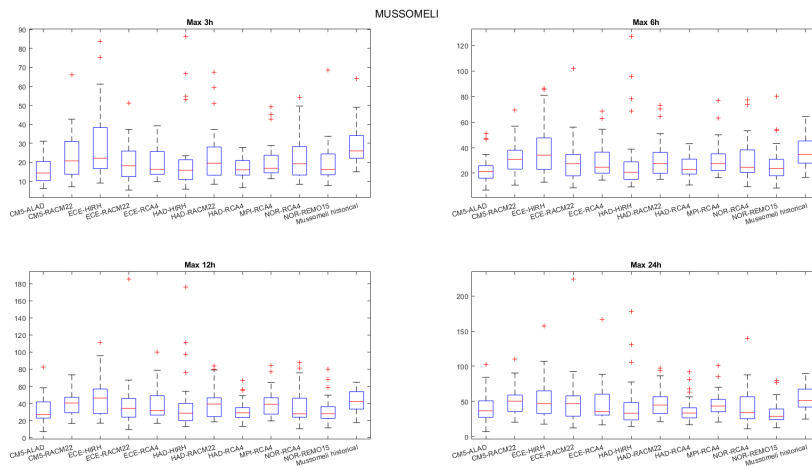 MUSSOMELI
Max 3h
90
80
70
60
50
40
30
20
10
CM5-ALAD
CM5-RACM22
ECE-HIRH
ECE-RACM22
ECE-RCA4
HAD-HIRH
HAD-RACM22
HAD-RCA4
MPI-RCA4
NOR-RCA4
NOR-REMO15
Mussomeli historical
Max 6h
120
100
80
60
40
20
0
CM5-ALAD
CM5-RACM22
ECE-HIRH
ECE-RACM22
ECE-RCA4
HAD-HIRH
HAD-RACM22
HAD-RCA4
MPI-RCA4
NOR-RCA4
NOR-REMO15
Mussomeli historical
Max 12h
180
160
140
120
100
80
60
40
20
0
CM5-ALAD
CM5-RACM22
ECE-HIRH
ECE-RACM22
ECE-RCA4
HAD-HIRH
HAD-RACM22
HAD-RCA4
MPI-RCA4
NOR-RCA4
NOR-REMO15
Mussomeli historical
Max 24h
200
150
100
50
0
CM5-ALAD
CM5-RACM22
ECE-HIRH
ECE-RACM22
ECE-RCA4
HAD-HIRH
HAD-RACM22
HAD-RCA4
MPI-RCA4
NOR-RCA4
NOR-REMO15
Mussomeli historical